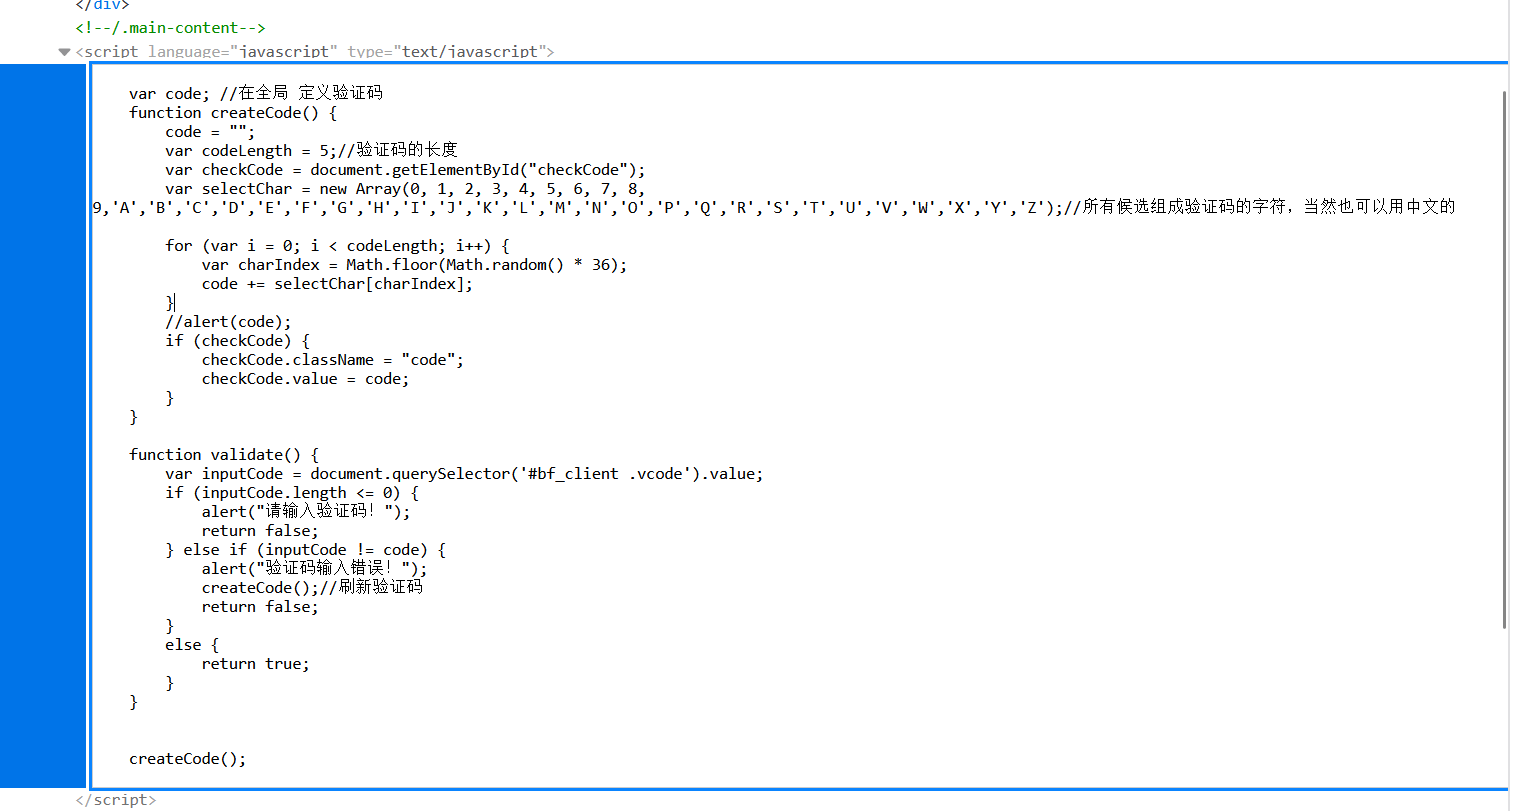 </div>
<!--/.main-content-->
<script language="javascript" type="text/javascript">
var code; //在全局 定义验证码
function createCode() {
code = "";
var codeLength = 5;//验证码的长度
var checkCode = document.getElementById("checkCode");
var selectChar = new Array(0, 1, 2, 3, 4, 5, 6, 7, 8,
9,'A','B','C','D','E','F','G','H','I','J','K','L','M','N','O','P','Q','R','S','T','U','V','W','X','Y','Z');//所有候选组成验证码的字符，当然也可以用中文的
for (var i = 0; i < codeLength; i++) {
var charIndex = Math.floor(Math.random() * 36);
code += selectChar[charIndex];
}
//alert(code);
if (checkCode) {
checkCode.className = "code";
checkCode.value = code;
}
}
function validate() {
var inputCode = document.querySelector('#bf_client .vcode').value;
if (inputCode.length <= 0) {
alert("请输入验证码！");
return false;
} else if (inputCode != code) {
alert("验证码输入错误！");
createCode();//刷新验证码
return false;
}
else {
return true;
}
}
createCode();
</script>